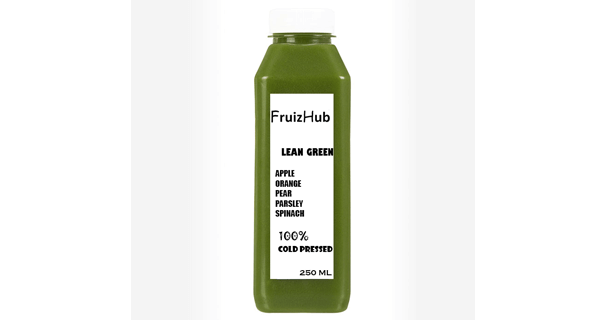 FruizHub
LEAN GREEN
APPLE
ORANGE
PEAR
PARSLEY
SPINACH
100%
COLD PRESSED
250 ML